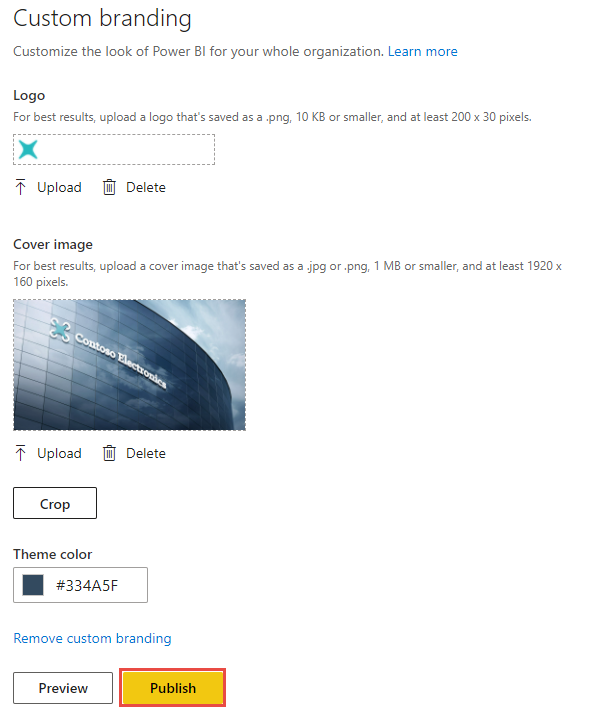 Custom branding
Customize the look of Power BI for your whole organization. Learn more
Logo
For best results, upload a logo that's saved as a .png, 10 KB or smaller, and at least 200 x 30 pixels.
Upload Delete
Cover image
For best results, upload a cover image that's saved as a .jpg or .png, 1 MB or smaller, and at least 1920 x
160 pixels.
Contoso Electronics
Upload Delete
Crop
Theme color
#334A5F
Remove custom branding
Preview Publish